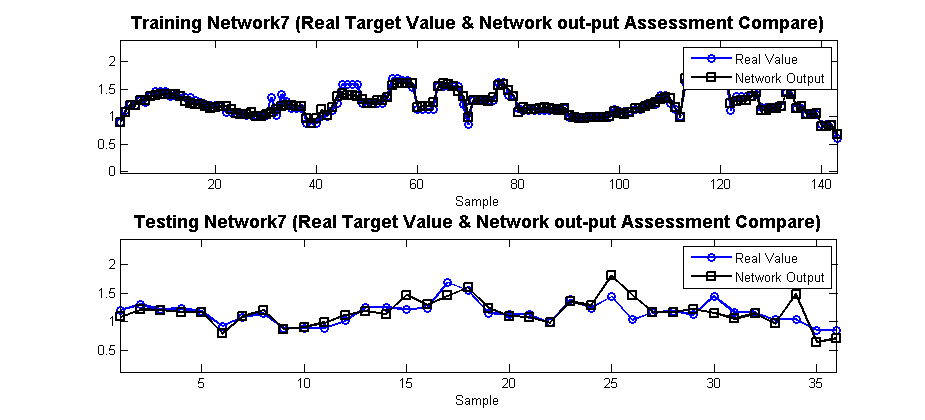 Training Network7 (Real Target Value & Network out-put Assessment Compare)
2
1.5
1
0.5
0
Real Value
Network Output
20
40
60
80
100
120
140
Sample
Testing Network7 (Real Target Value & Network out-put Assessment Compare)
2
1.5
1
0.5
Real Value
Network Output
5
10
15
20
25
30
35
Sample